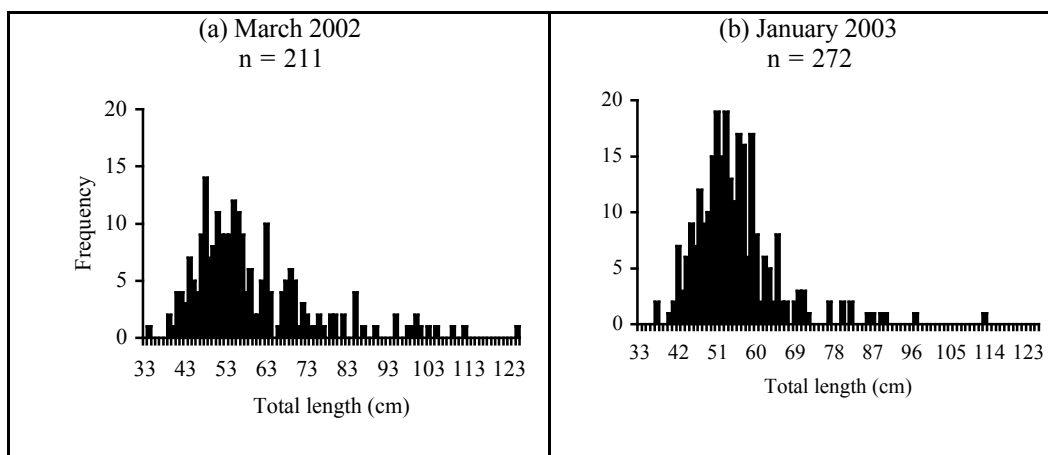 (a) March 2002
n = 211
20
15
10
5
0
Frequency
33 43 53 63 73 83 93 103 113 123
Total length (cm)
(b) January 2003
n = 272
20
15
10
5
0
33 42 51 60 69 78 87 96 105 114 123
Total length (cm)